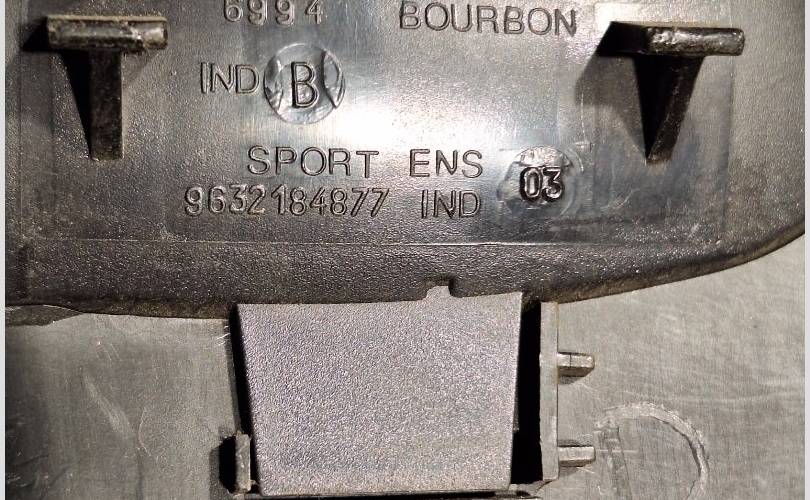 6994 BOURBON
IND B
SPORT ENS 03
9632184877 IND